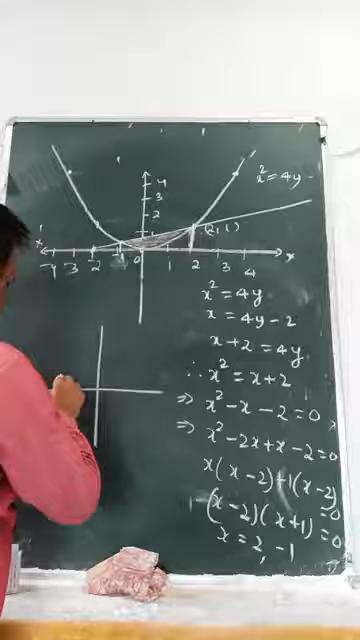 4
3
2
1
x² = 4y -
(2,1)
x' -4 -3 -2 -1 0 1 2 3 4 x
x² = 4y
x = 4y - 2
x + 2 = 4y
∴ x² = x + 2
⇒ x² - x - 2 = 0
⇒ x² - 2x + x - 2 = 0
x(x - 2) + 1(x - 2) = 0
(x - 2)(x + 1) = 0
x = 2, -1